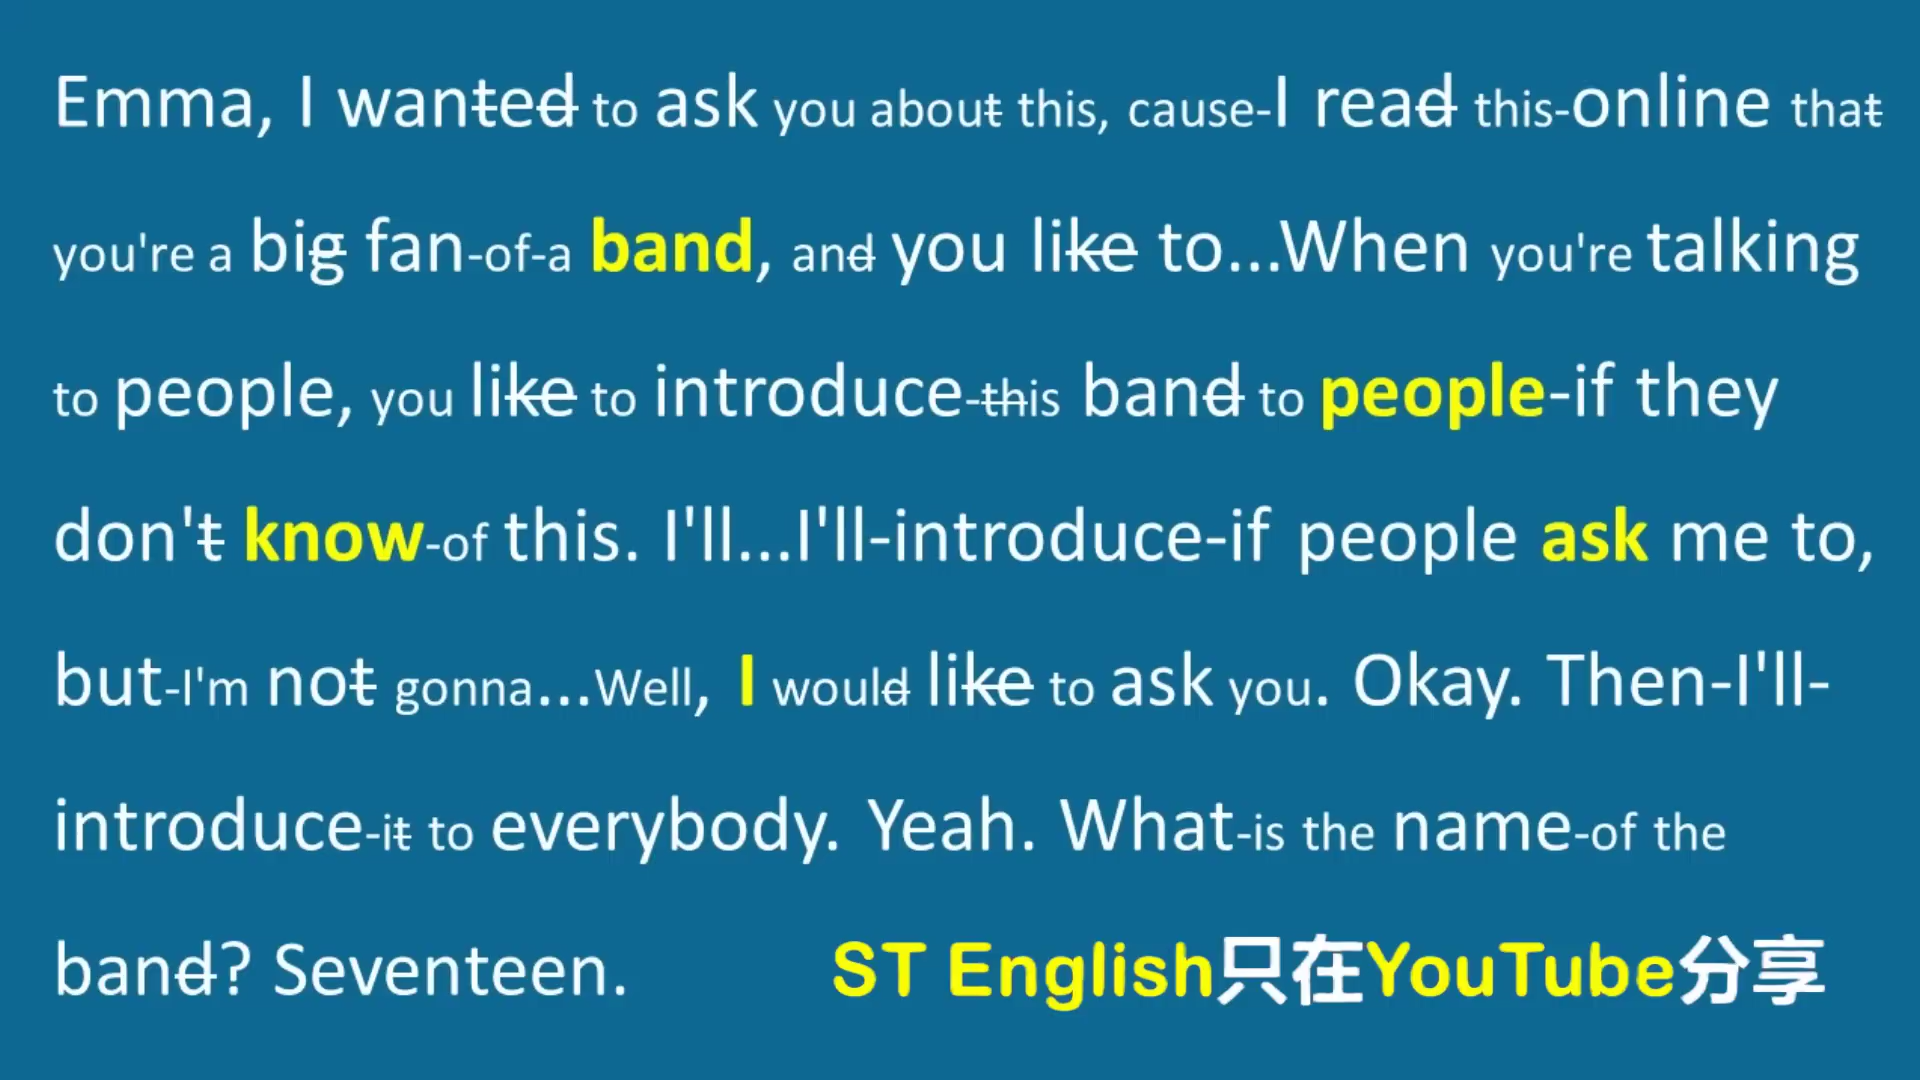 Emma, I wanted to ask you about this, cause-I read this-online that
you're a big fan-of-a band, and you like to...When you're talking
to people, you like to introduce-this band to people-if they
don't know-of this. I'll...I'll-introduce-if people ask me to,
but-I'm not gonna...Well, I would like to ask you. Okay. Then-I'll-
introduce-it to everybody. Yeah. What-is the name-of the
band? Seventeen. ST English只在YouTube分享